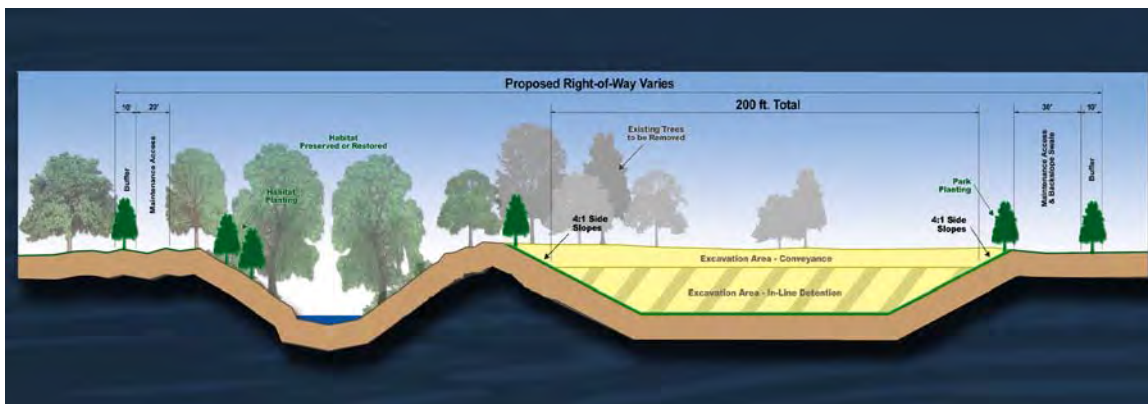 Proposed Right-of-Way Varies
10'
20'
200 ft. Total
30'
10'
Buffer
Maintenance Access
Habitat
Preserved or Restored
Habitat
Planting
Existing Trees
to be Removed
4:1 Side
Slopes
Park
Planting
4:1 Side
Slopes
Maintenance Access
& Backslope Swale
Buffer
Excavation Area - Conveyance
Excavation Area - In-Line Detention